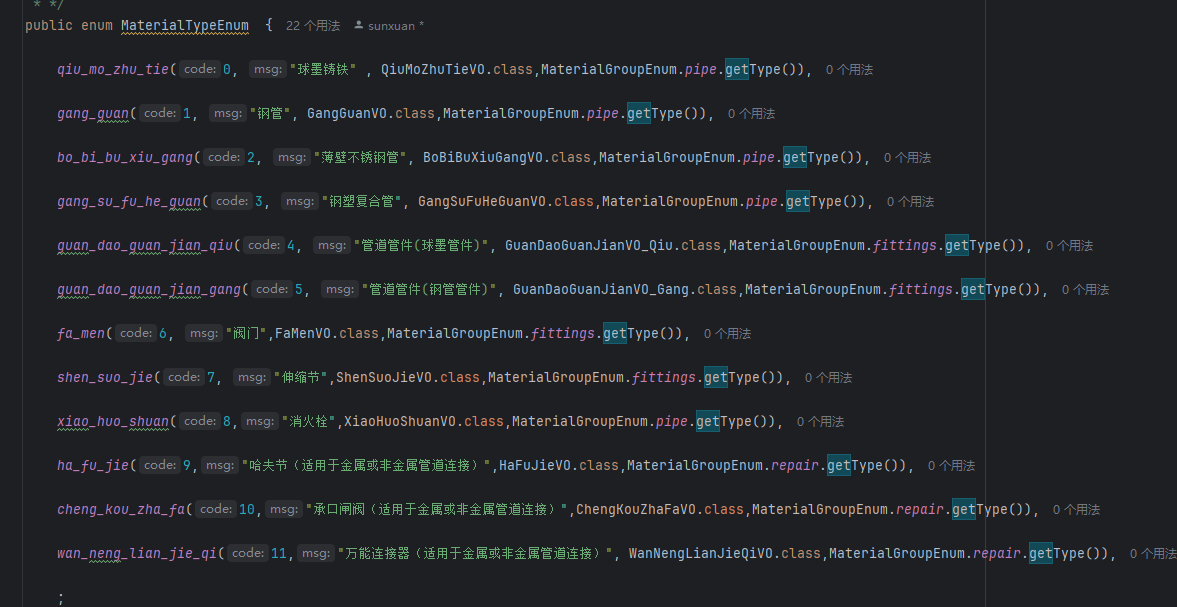 * */
public enum MaterialTypeEnum { 22 个用法 sunxuan *
qiu_mo_zhu_tie( code: 0, msg: "球墨铸铁" , QiuMoZhuTieVO.class,MaterialGroupEnum.pipe.getType()), 0 个用法
gang_guan( code: 1, msg: "钢管", GangGuanVO.class,MaterialGroupEnum.pipe.getType()), 0 个用法
bo_bi_bu_xiu_gang( code: 2, msg: "薄壁不锈钢管", BoBiBuXiuGangVO.class,MaterialGroupEnum.pipe.getType()), 0 个用法
gang_su_fu_he_guan( code: 3, msg: "钢塑复合管", GangSuFuHeGuanVO.class,MaterialGroupEnum.pipe.getType()), 0 个用法
guan_dao_guan_jian_qiu( code: 4, msg: "管道管件(球墨管件)", GuanDaoGuanJianVO_Qiu.class,MaterialGroupEnum.fittings.getType()), 0 个用法
guan_dao_guan_jian_gang( code: 5, msg: "管道管件(钢管管件)", GuanDaoGuanJianVO_Gang.class,MaterialGroupEnum.fittings.getType()), 0 个用法
fa_men( code: 6, msg: "阀门",FaMenVO.class,MaterialGroupEnum.fittings.getType()), 0 个用法
shen_suo_jie( code: 7, msg: "伸缩节",ShenSuoJieVO.class,MaterialGroupEnum.fittings.getType()), 0 个用法
xiao_huo_shuan( code: 8, msg: "消火栓",XiaoHuoShuanVO.class,MaterialGroupEnum.pipe.getType()), 0 个用法
ha_fu_jie( code: 9, msg: "哈夫节（适用于金属或非金属管道连接）",HaFuJieVO.class,MaterialGroupEnum.repair.getType()), 0 个用法
cheng_kou_zha_fa( code: 10, msg: "承口闸阀（适用于金属或非金属管道连接）",ChengKouZhaFaVO.class,MaterialGroupEnum.repair.getType()), 0 个用法
wan_neng_lian_jie_qi( code: 11, msg: "万能连接器（适用于金属或非金属管道连接）", WanNengLianJieQiVO.class,MaterialGroupEnum.repair.getType()), 0 个用法
;